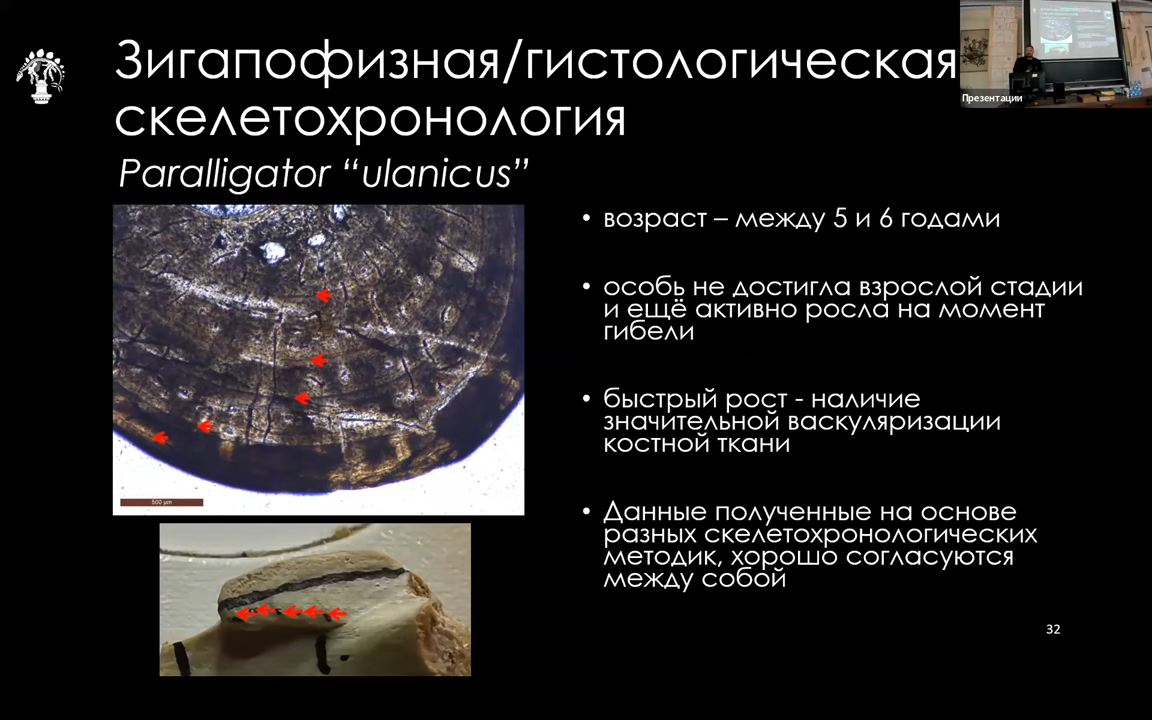 Зигапофизная/гистологическая
скелетохронология
Презентации
Paralligator “ulanicus”
• возраст – между 5 и 6 годами
• особь не достигла взрослой стадии
и ещё активно росла на момент
гибели
• быстрый рост - наличие
значительной васкуляризации
костной ткани
• Данные полученные на основе
разных скелетохронологических
методик, хорошо согласуются
между собой
500 µm
32